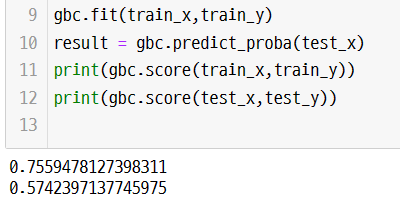 9 gbc.fit(train_x,train_y)
10 result = gbc.predict_proba(test_x)
11 print(gbc.score(train_x,train_y))
12 print(gbc.score(test_x,test_y))
13
0.7559478127398311
0.5742397137745975